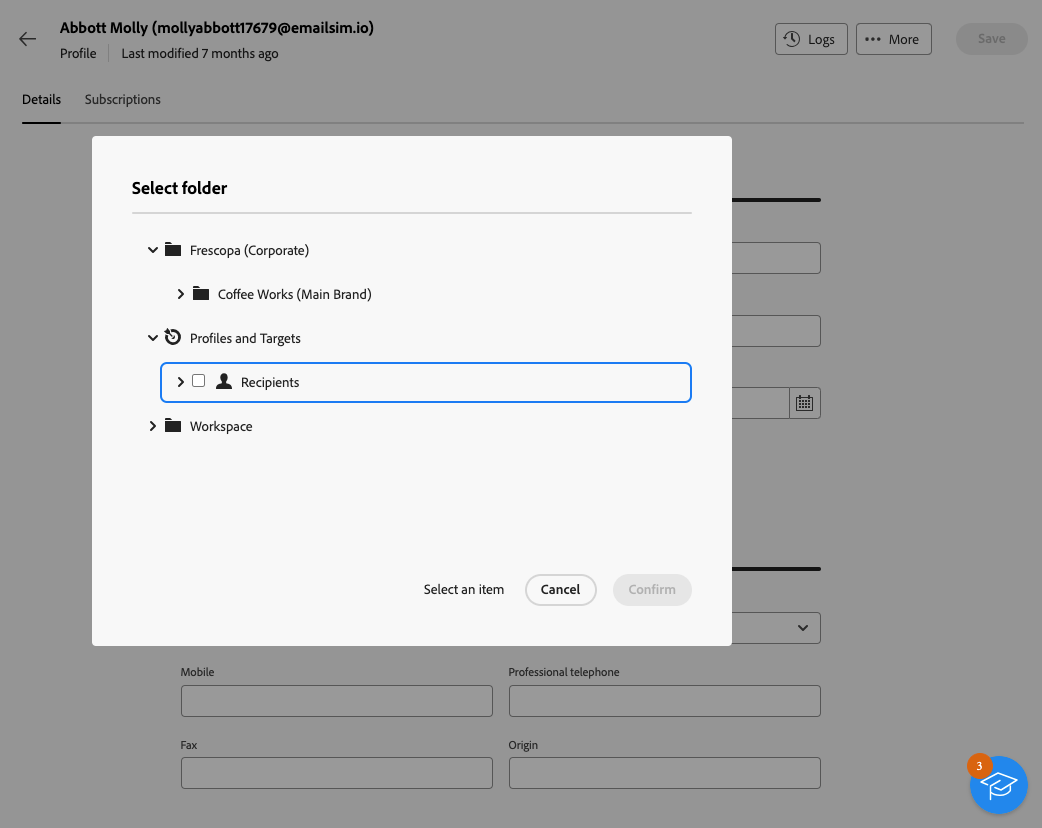 Abbott Molly (mollyabbott17679@emailsim.io)
Profile
Last modified 7 months ago
Logs
More
Save
Details
Subscriptions
Select folder
Frescopa (Corporate)
Coffee Works (Main Brand)
Profiles and Targets
Recipients
Workspace
Select an item
Cancel
Confirm
Mobile
Professional telephone
Fax
Origin
3